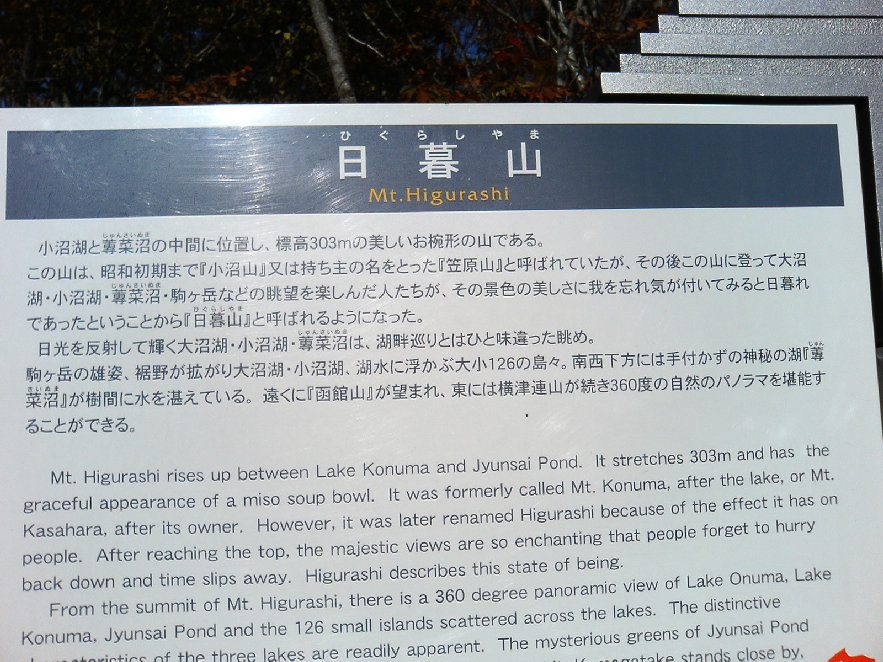 ひぐらしやま
日暮山
Mt.Higurashi
じゅんさいぬま
小沼湖と蓴菜沼の中間に位置し、標高303mの美しいお椀形の山である。
この山は、昭和初期まで『小沼山』又は持ち主の名をとった『笠原山』と呼ばれていたが、その後この山に登って大沼
じゅんさいぬま
湖・小沼湖・蓴菜沼・駒ヶ岳などの眺望を楽しんだ人たちが、その景色の美しさに我を忘れ気が付いてみると日暮れ
ひぐらしやま
であったということから『日暮山』と呼ばれるようになった。
じゅんさいぬま
日光を反射して輝く大沼湖・小沼湖・蓴菜沼は、湖畔巡りとはひと味違った眺め。
じゅん
駒ヶ岳の雄姿、裾野が拡がり大沼湖・小沼湖、湖水に浮かぶ大小126の島々。南西下方には手付かずの神秘の湖『蓴
さいぬま
菜沼』が樹間に水を湛えている。遠くに『函館山』が望まれ、東には横津連山が続き360度の自然のパノラマを堪能す
ることができる。
Mt. Higurashi rises up between Lake Konuma and Jyunsai Pond. It stretches 303m and has the
graceful appearance of a miso soup bowl. It was formerly called Mt. Konuma, after the lake, or Mt.
Kasahara, after its owner. However, it was later renamed Higurashi because of the effect it has on
people. After reaching the top, the majestic views are so enchanting that people forget to hurry
back down and time slips away. Higurashi describes this state of being.
From the summit of Mt. Higurashi, there is a 360 degree panoramic view of Lake Onuma, Lake
Konuma, Jyunsai Pond and the 126 small islands scattered across the lakes. The distinctive
characteristics of the three lakes are readily apparent. The mysterious greens of Jyunsai Pond
stands close by,